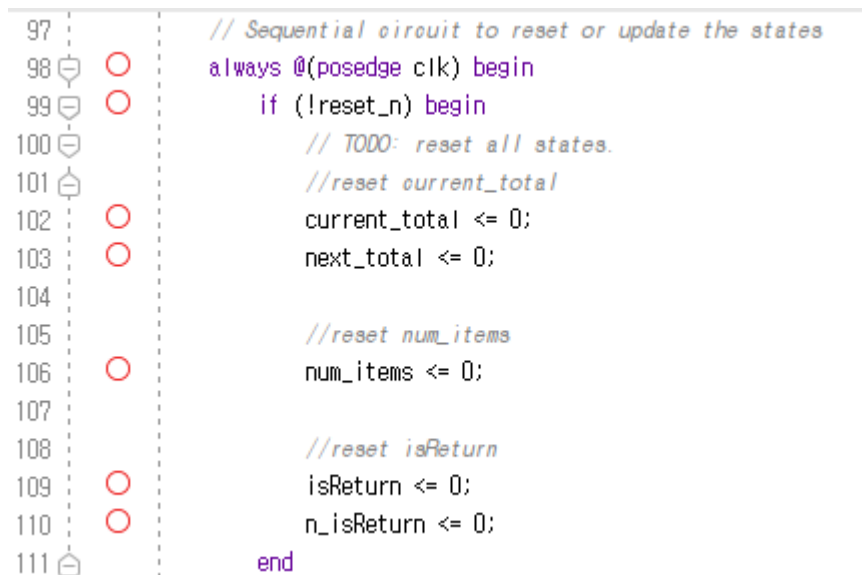 97 // Sequential circuit to reset or update the states
98 always @(posedge clk) begin
99 if (!reset_n) begin
100 // TODO: reset all states.
101 //reset current_total
102 current_total <= 0;
103 next_total <= 0;
104
105 //reset num_items
106 num_items <= 0;
107
108 //reset isReturn
109 isReturn <= 0;
110 n_isReturn <= 0;
111 end